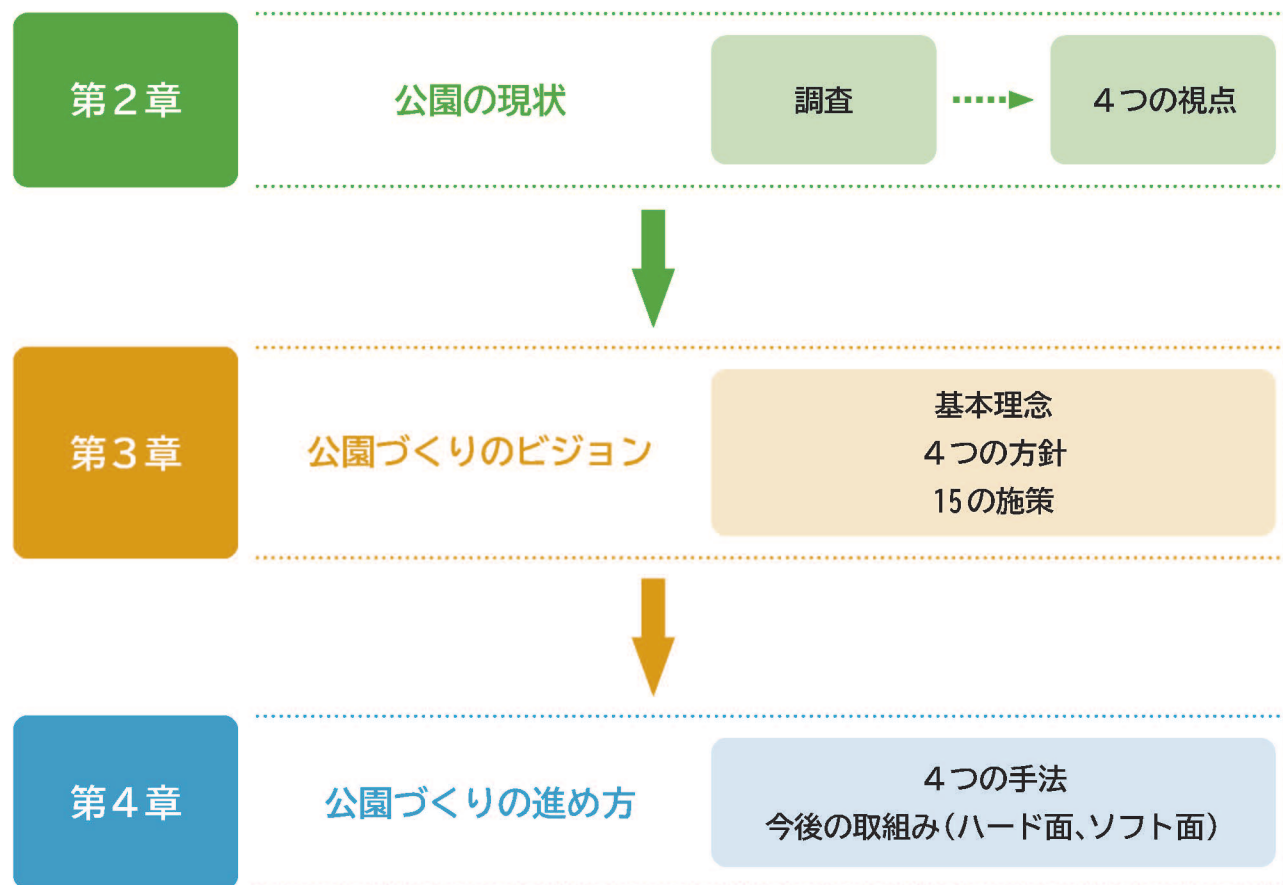 第2章
公園の現状
調査
4つの視点
第3章
公園づくりのビジョン
基本理念
4つの方針
15の施策
第4章
公園づくりの進め方
4つの手法
今後の取組み(ハード面、ソフト面)